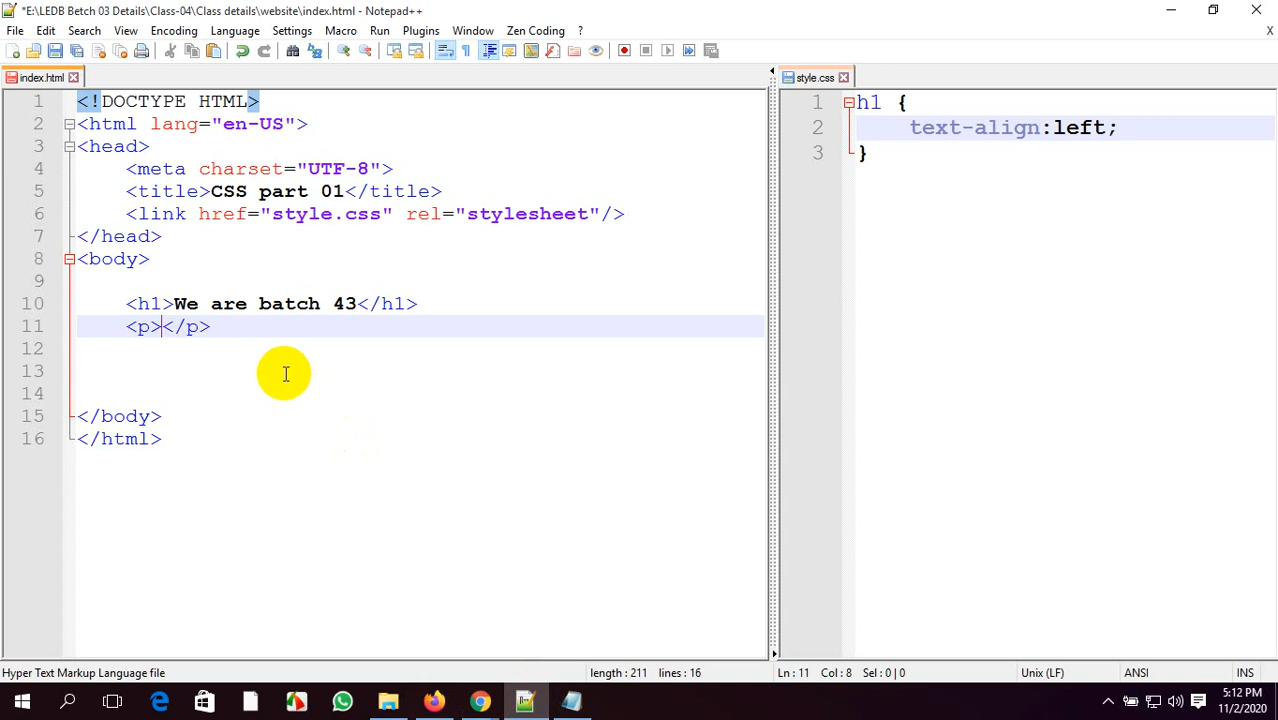 *E:\LEDB Betch 03 Details\Class-04\Class details\website\index.html - Notepad++
File Edit Search View Encoding Language Settings Macro Run Plugins Window Zen Coding ? X
index.html
style.css
1 <!DOCTYPE HTML>
2 <html lang="en-US">
3 <head>
4 <meta charset="UTF-8">
5 <title>CSS part 01</title>
6 <link href="style.css" rel="stylesheet"/>
7 </head>
8 <body>
9
10 <h1>We are batch 43</h1>
11 <p></p>
12
13
14
15 </body>
16 </html>
1 h1 {
2 text-align:left;
3 }
Hyper Text Markup Language file length : 211 lines : 16 Ln : 11 Col : 8 Sel : 0 | 0 Unix (LF) ANSI INS
5:12 PM
11/2/2020